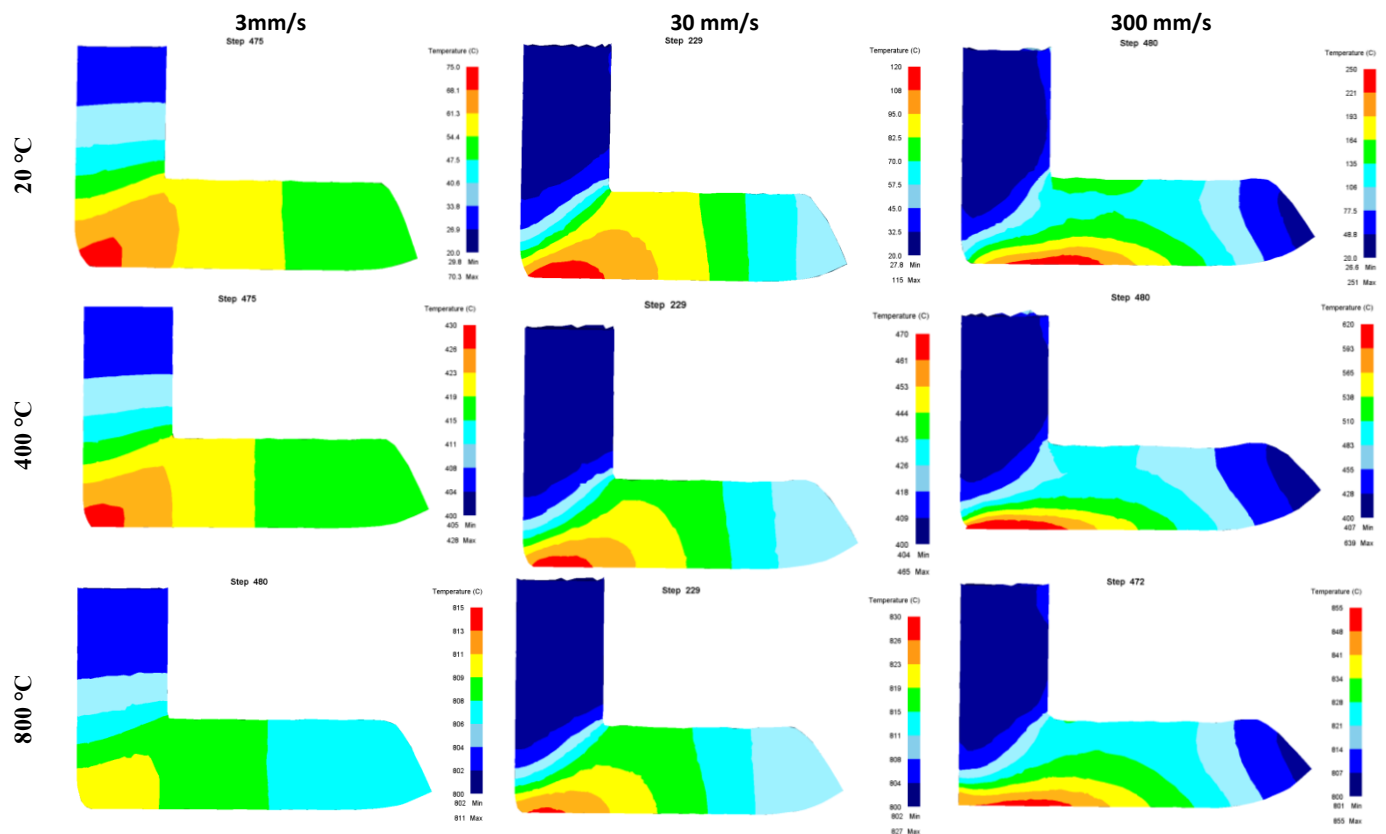 3mm/s
30 mm/s
300 mm/s
20 °C
Step 475
Temperature (C)
75.0
68.1
61.3
54.4
47.5
40.6
33.8
26.9
20.0
29.8 Min
70.3 Max
Step 229
Temperature (C)
120
108
95.0
82.5
70.0
57.5
45.0
32.5
20.0
27.8 Min
115 Max
Step 480
Temperature (C)
250
221
193
164
135
106
77.5
48.8
20.0
26.6 Min
251 Max
400 °C
Step 475
Temperature (C)
430
426
423
419
415
411
408
404
400
405 Min
428 Max
Step 229
Temperature (C)
470
461
453
444
435
426
418
409
400
404 Min
465 Max
Step 480
Temperature (C)
620
593
565
538
510
483
455
428
400
407 Min
639 Max
800 °C
Step 480
Temperature (C)
815
813
811
809
808
806
804
802
800
802 Min
811 Max
Step 229
Temperature (C)
830
826
823
819
815
811
808
804
800
802 Min
827 Max
Step 472
Temperature (C)
855
848
841
834
828
821
814
807
800
801 Min
855 Max